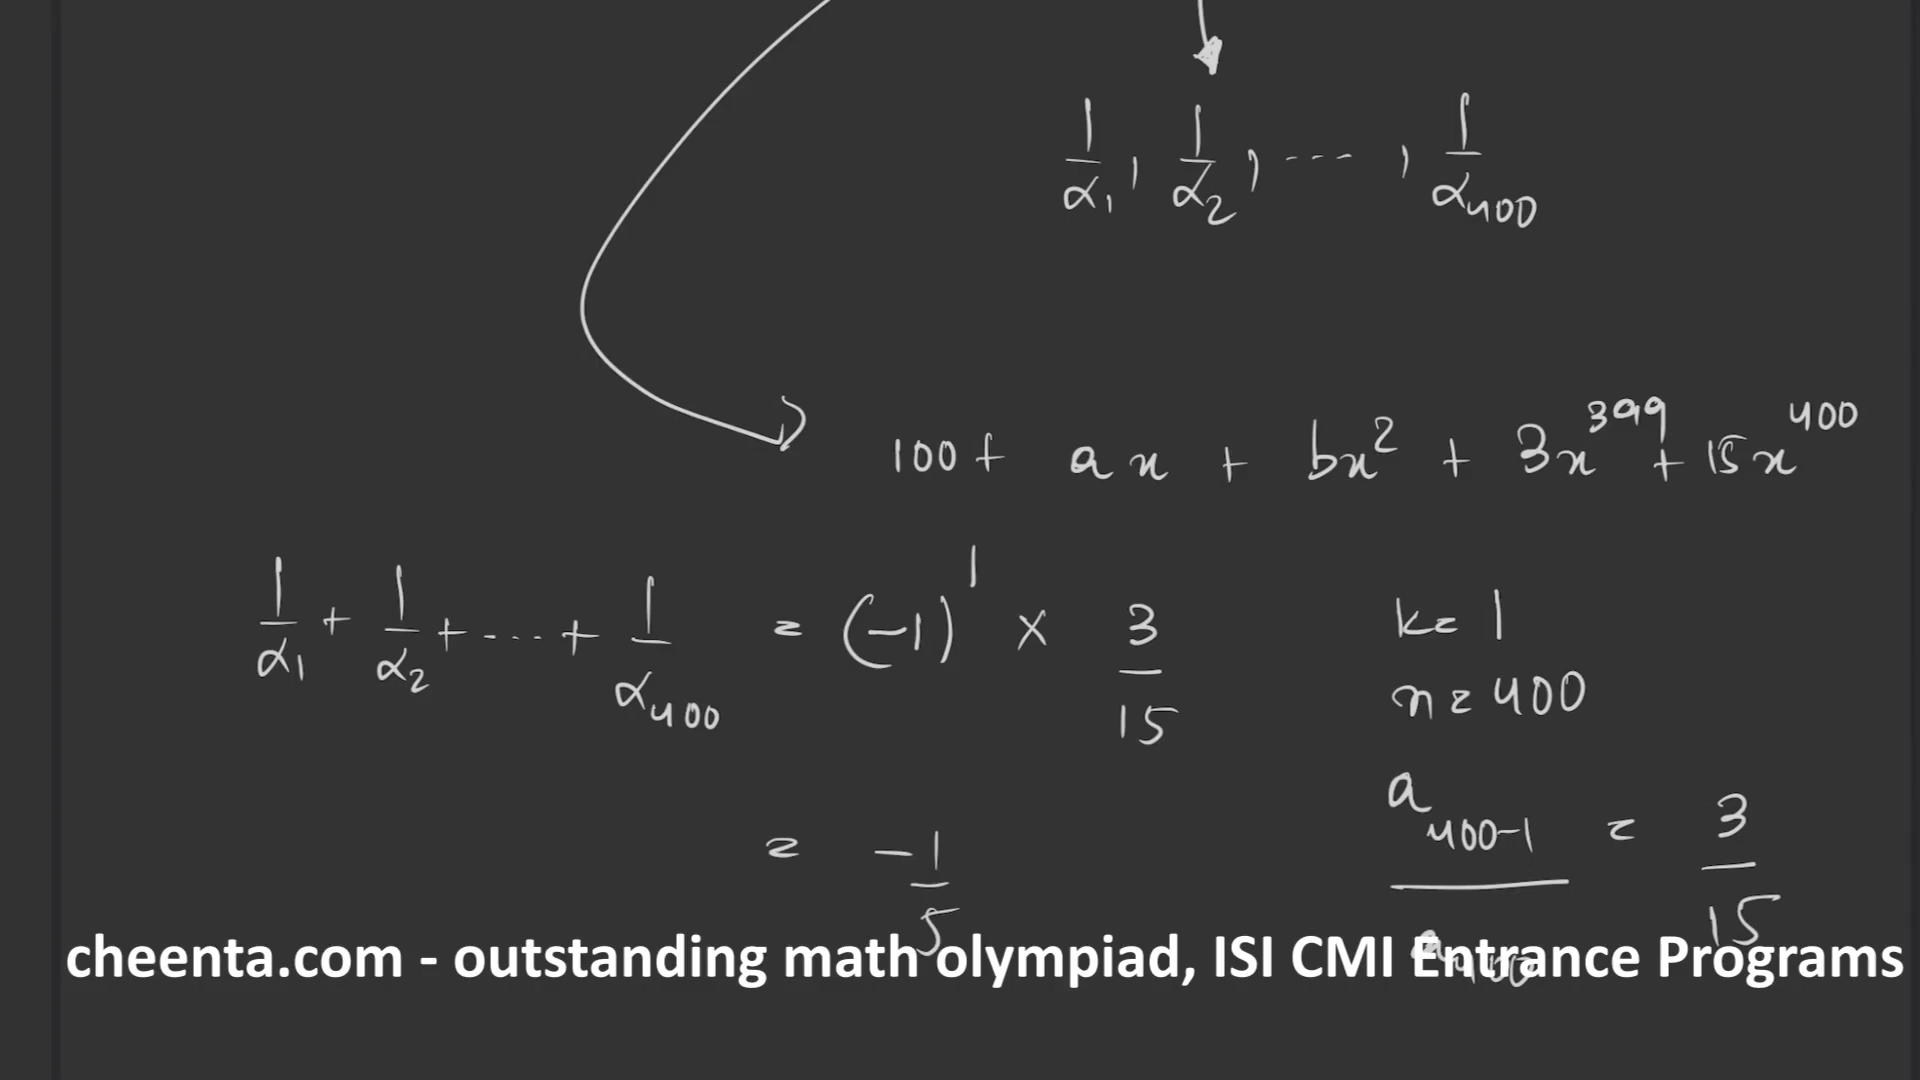 1/α₁, 1/α₂, ---, 1/α₄₀₀
100 + ax + bx² + 3x³⁹⁹ + 15x⁴⁰⁰
1/α₁ + 1/α₂ + --- + 1/α₄₀₀ = (-1)¹ × 3/15
k = 1
n = 400
= -1/5
a₄₀₀₋₁/a₄₀₀ = 3/15
cheenta.com - outstanding math olympiad, ISI CMI Entrance Programs